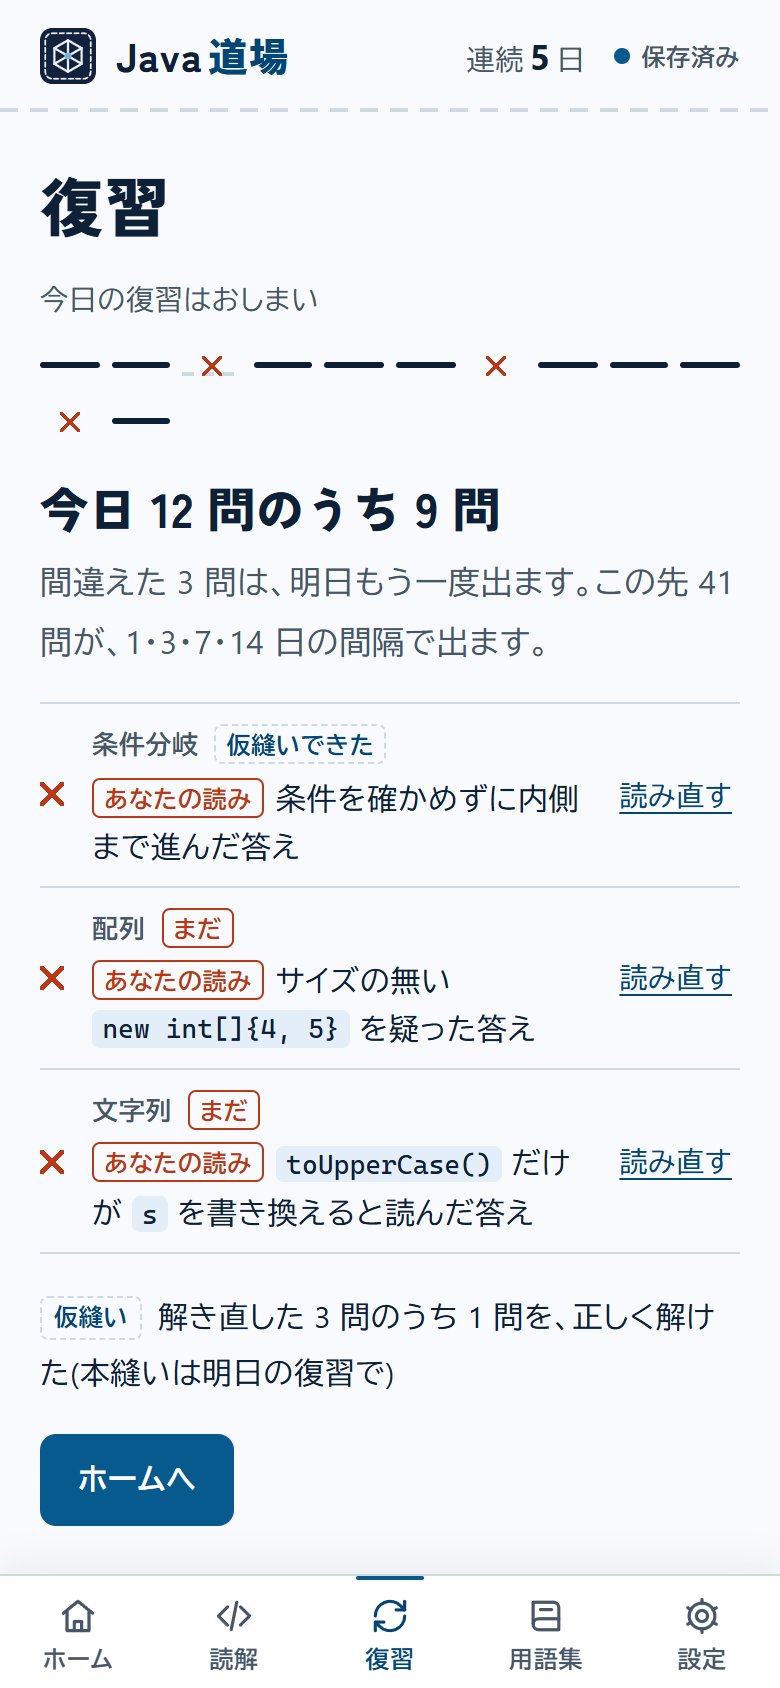 Java 道場
連続 5 日
保存済み
復習
今日の復習はおしまい
今日 12 問のうち 9 問
間違えた 3 問は、明日もう一度出ます。この先 41
問が、1・3・7・14 日の間隔で出ます。
条件分岐 仮縫いできた
あなたの読み 条件を確かめずに内側
まで進んだ答え
読み直す
配列 まだ
あなたの読み サイズの無い
new int[]{4, 5} を疑った答え
読み直す
文字列 まだ
あなたの読み toUpperCase() だけ
が s を書き換えると読んだ答え
読み直す
仮縫い 解き直した 3 問のうち 1 問を、正しく解け
た(本縫いは明日の復習で)
ホームへ
ホーム
読解
復習
用語集
設定